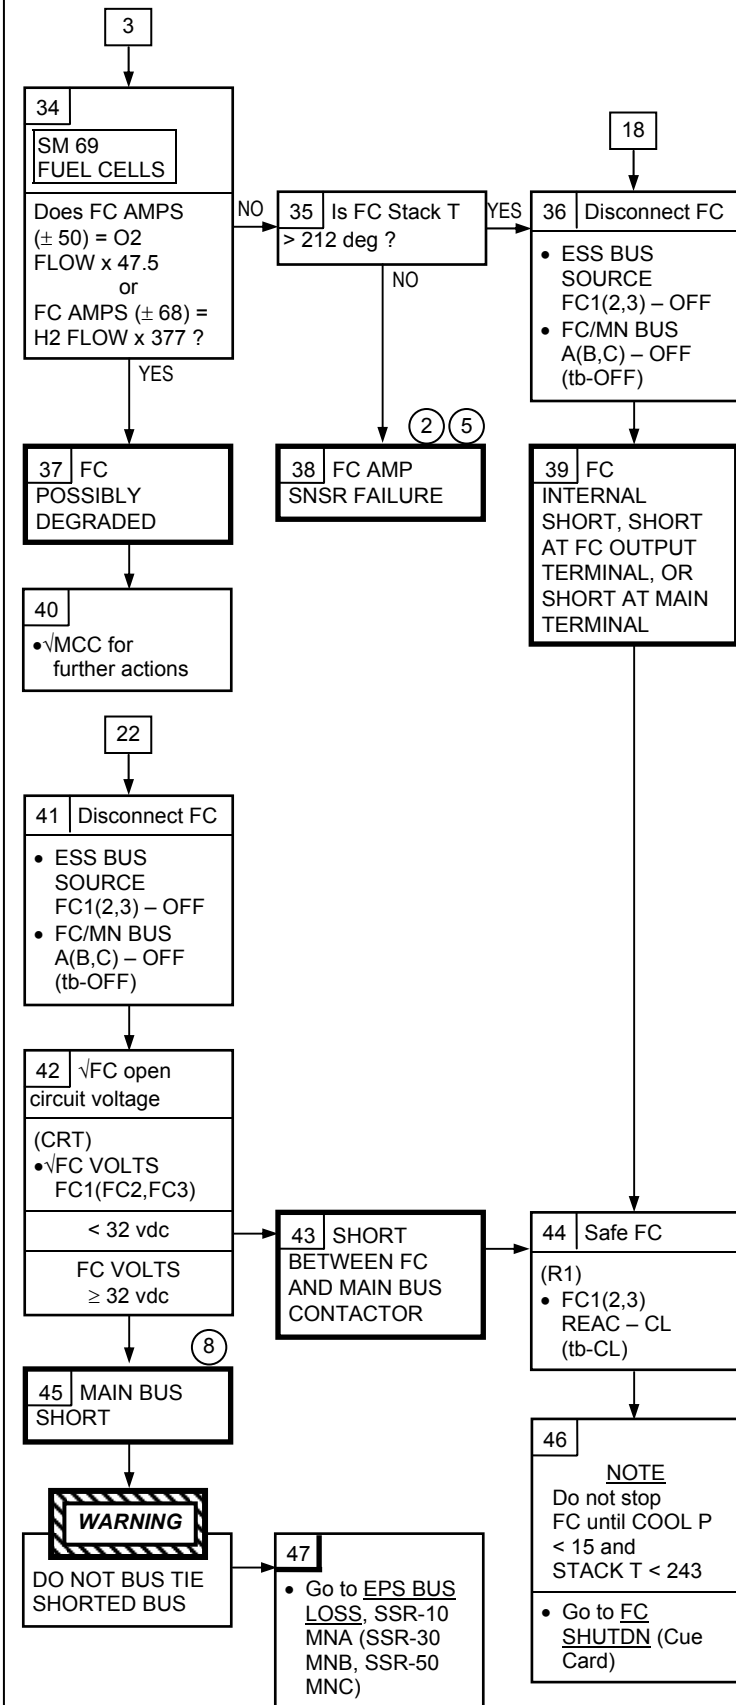 3
34
SM 69
FUEL CELLS
Does FC AMPS
(± 50) = O2
FLOW x 47.5
or
FC AMPS (± 68) =
H2 FLOW x 377 ?
NO
YES
35 Is FC Stack T
> 212 deg ?
YES
NO
18
36 Disconnect FC
• ESS BUS
SOURCE
FC1(2,3) – OFF
• FC/MN BUS
A(B,C) – OFF
(tb-OFF)
37 FC
POSSIBLY
DEGRADED
2 5
38 FC AMP
SNSR FAILURE
39 FC
INTERNAL
SHORT, SHORT
AT FC OUTPUT
TERMINAL, OR
SHORT AT MAIN
TERMINAL
40
•√MCC for
further actions
22
41 Disconnect FC
• ESS BUS
SOURCE
FC1(2,3) – OFF
• FC/MN BUS
A(B,C) – OFF
(tb-OFF)
42 √FC open
circuit voltage
(CRT)
•√FC VOLTS
FC1(FC2,FC3)
< 32 vdc
FC VOLTS
≥ 32 vdc
43 SHORT
BETWEEN FC
AND MAIN BUS
CONTACTOR
44 Safe FC
(R1)
• FC1(2,3)
REAC – CL
(tb-CL)
8
45 MAIN BUS
SHORT
WARNING
DO NOT BUS TIE
SHORTED BUS
47
• Go to EPS BUS
LOSS, SSR-10
MNA (SSR-30
MNB, SSR-50
MNC)
46
NOTE
Do not stop
FC until COOL P
< 15 and
STACK T < 243
• Go to FC
SHUTDN (Cue
Card)